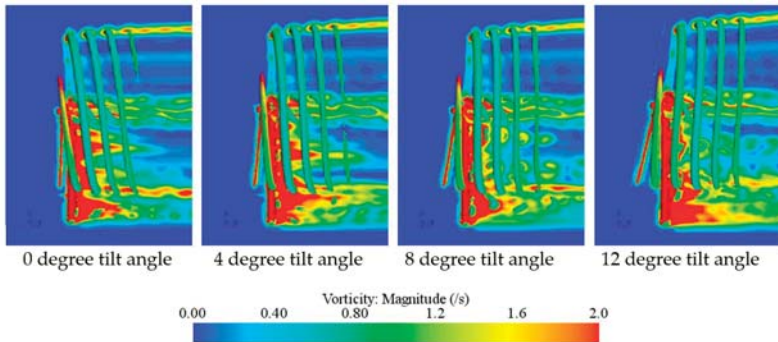 0 degree tilt angle
4 degree tilt angle
8 degree tilt angle
12 degree tilt angle
Vorticity: Magnitude (/s)
0.00 0.40 0.80 1.2 1.6 2.0